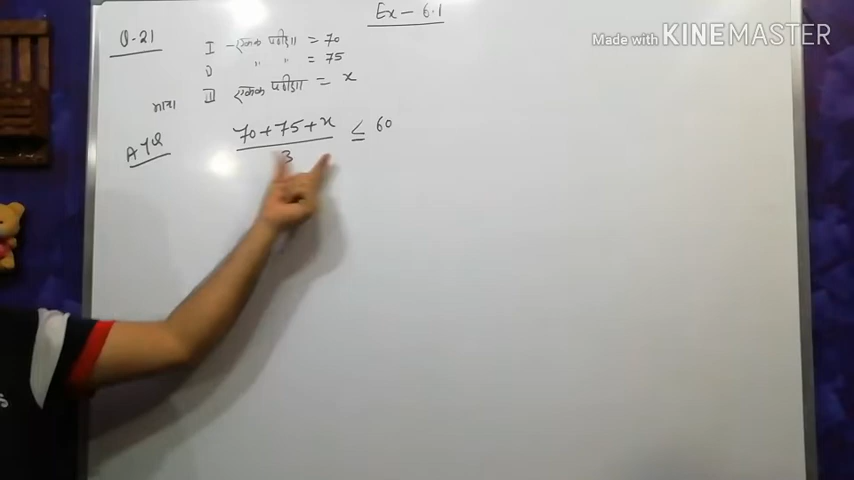 Ex - 6.1
Made with KINEMASTER
Q-21
I - एकक परीक्षा = 70
II " " = 75
माना III एकक परीक्षा = x
ATQ 70+75+x / 3 ≤ 60